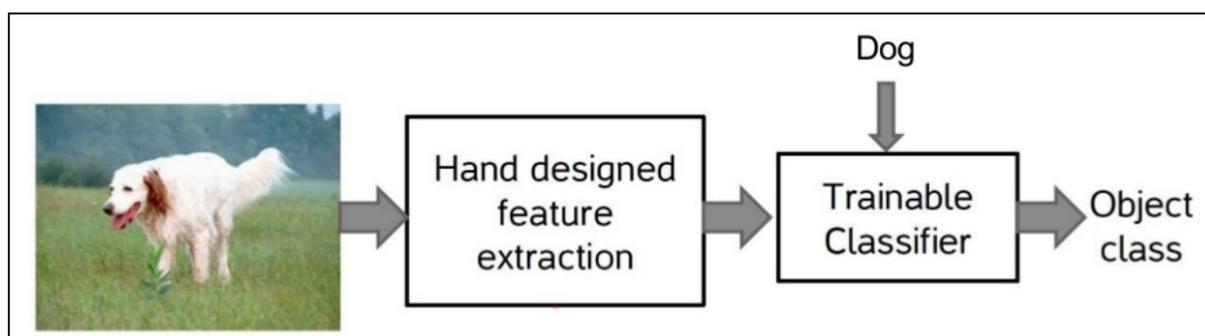 Dog
Hand designed
feature
extraction
Trainable
Classifier
Object
class